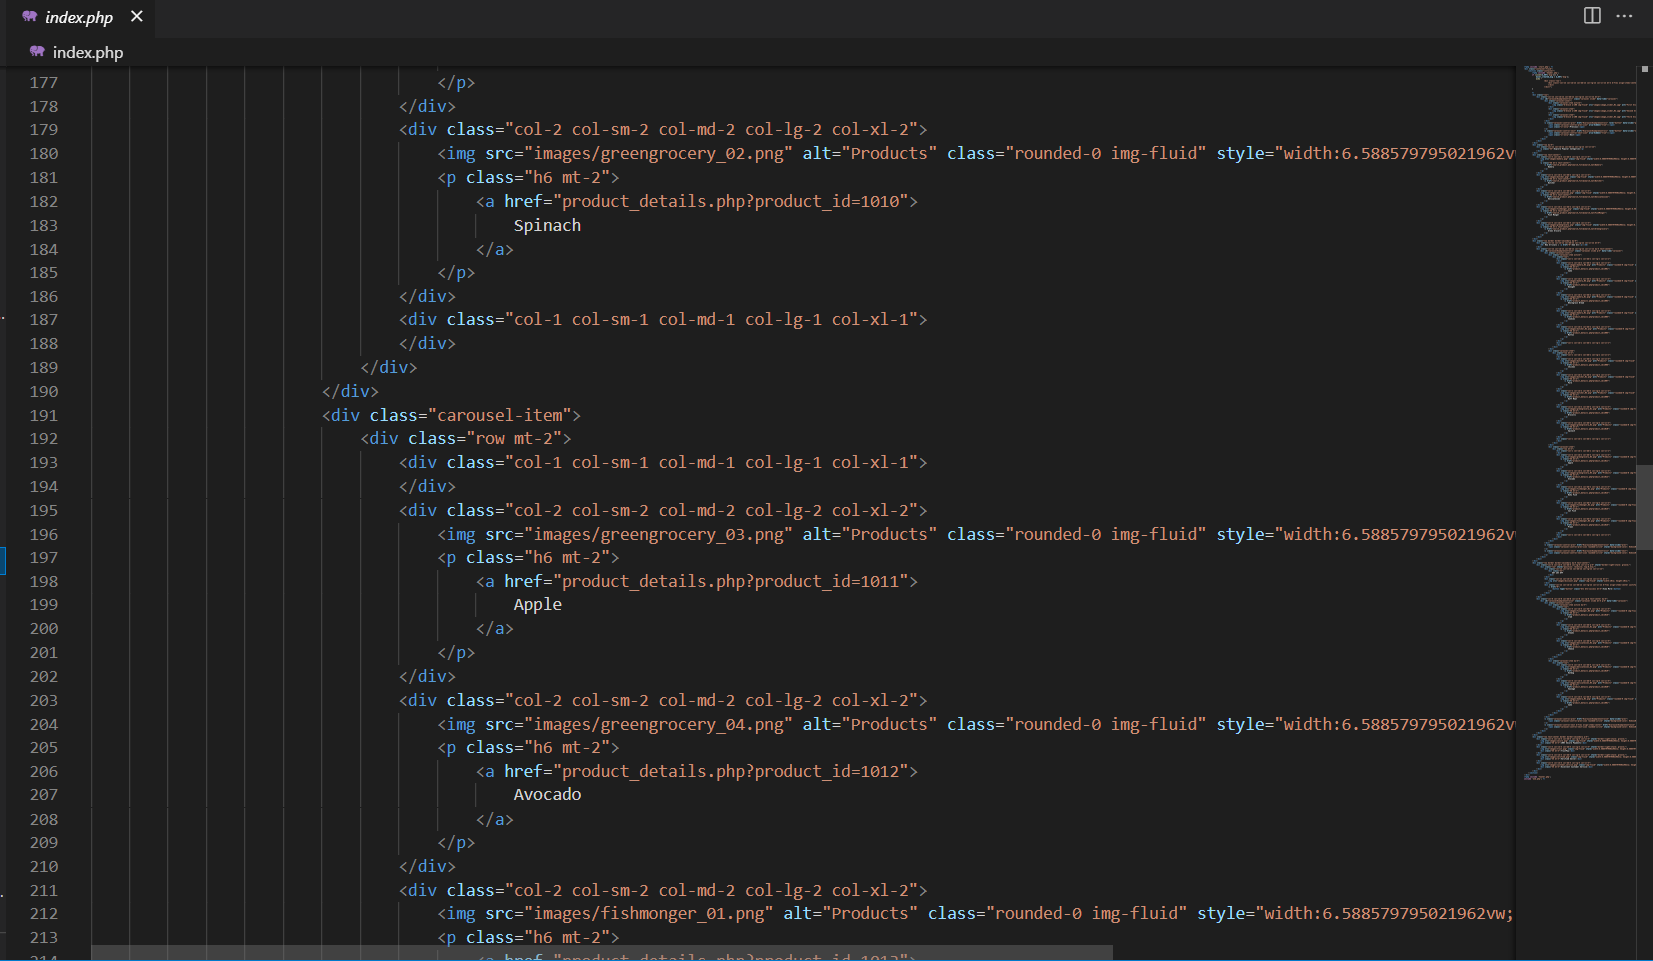 index.php
index.php
177 </p>
178 </div>
179 <div class="col-2 col-sm-2 col-md-2 col-lg-2 col-xl-2">
180 <img src="images/greengrocery_02.png" alt="Products" class="rounded-0 img-fluid" style="width:6.588579795021962v
181 <p class="h6 mt-2">
182 <a href="product_details.php?product_id=1010">
183 Spinach
184 </a>
185 </p>
186 </div>
187 <div class="col-1 col-sm-1 col-md-1 col-lg-1 col-xl-1">
188 </div>
189 </div>
190 </div>
191 <div class="carousel-item">
192 <div class="row mt-2">
193 <div class="col-1 col-sm-1 col-md-1 col-lg-1 col-xl-1">
194 </div>
195 <div class="col-2 col-sm-2 col-md-2 col-lg-2 col-xl-2">
196 <img src="images/greengrocery_03.png" alt="Products" class="rounded-0 img-fluid" style="width:6.588579795021962v
197 <p class="h6 mt-2">
198 <a href="product_details.php?product_id=1011">
199 Apple
200 </a>
201 </p>
202 </div>
203 <div class="col-2 col-sm-2 col-md-2 col-lg-2 col-xl-2">
204 <img src="images/greengrocery_04.png" alt="Products" class="rounded-0 img-fluid" style="width:6.588579795021962v
205 <p class="h6 mt-2">
206 <a href="product_details.php?product_id=1012">
207 Avocado
208 </a>
209 </p>
210 </div>
211 <div class="col-2 col-sm-2 col-md-2 col-lg-2 col-xl-2">
212 <img src="images/fishmonger_01.png" alt="Products" class="rounded-0 img-fluid" style="width:6.588579795021962vw;
213 <p class="h6 mt-2">
214 <a href="product_details.php?product_id=1013">